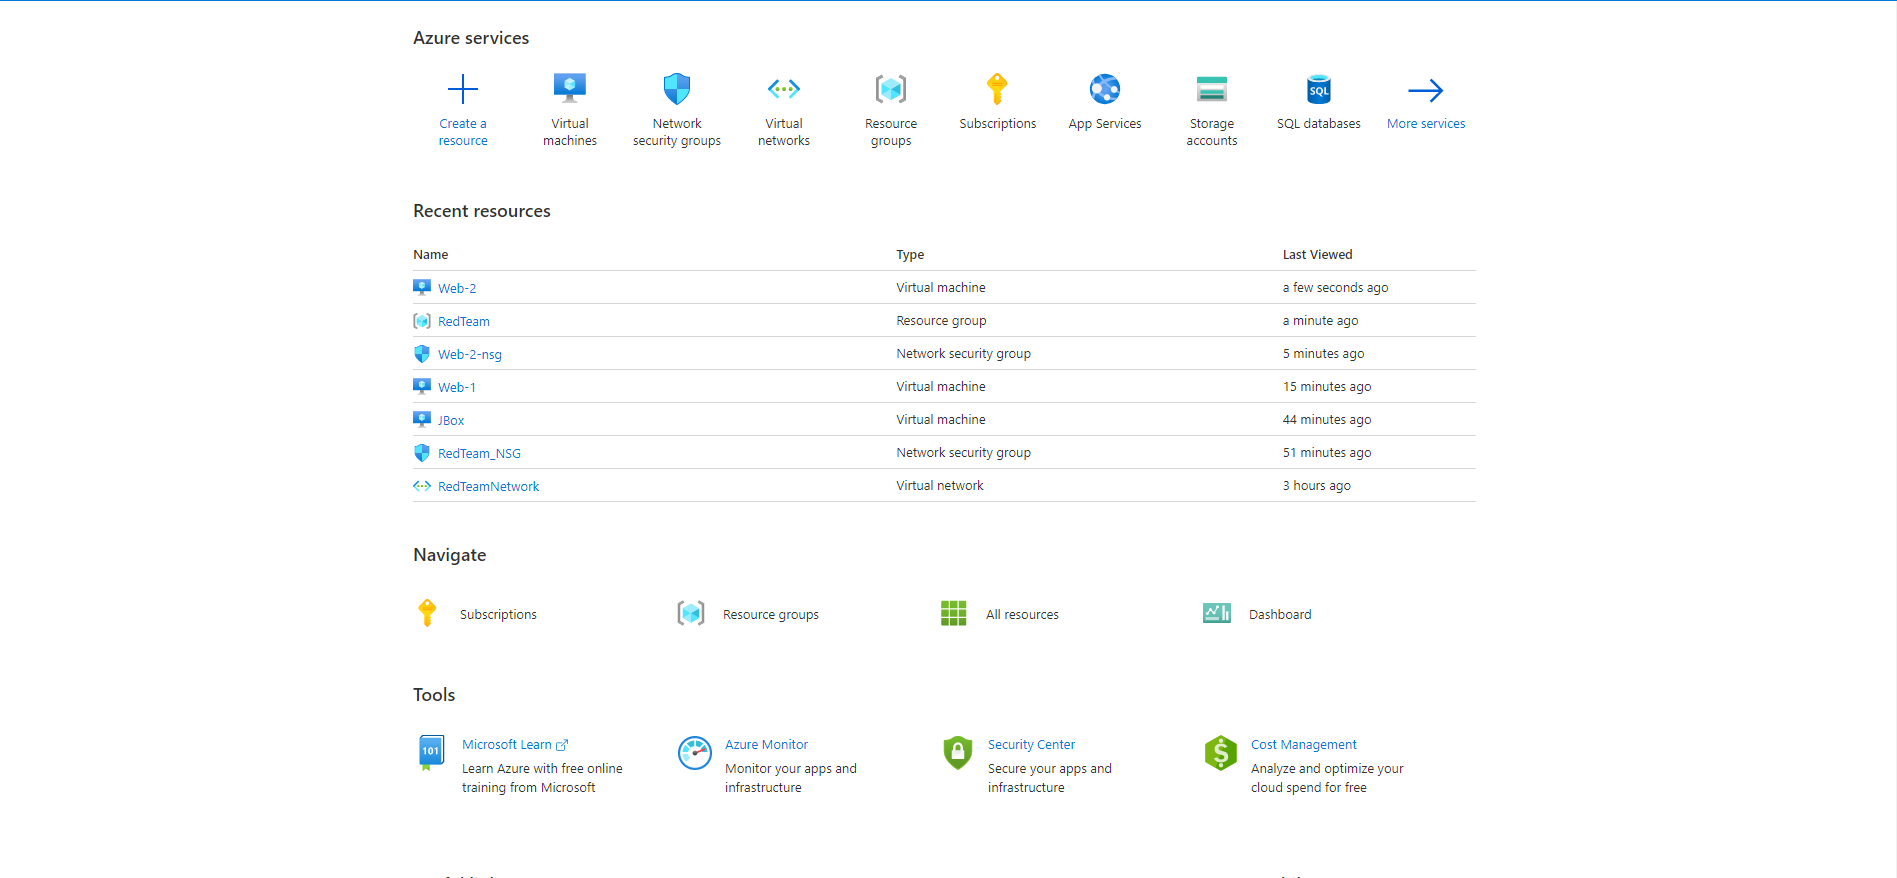 Azure services
Create a resource
Virtual machines
Network security groups
Virtual networks
Resource groups
Subscriptions
App Services
Storage accounts
SQL
SQL databases
More services
Recent resources
Name Type Last Viewed
Web-2 Virtual machine a few seconds ago
RedTeam Resource group a minute ago
Web-2-nsg Network security group 5 minutes ago
Web-1 Virtual machine 15 minutes ago
JBox Virtual machine 44 minutes ago
RedTeam_NSG Network security group 51 minutes ago
RedTeamNetwork Virtual network 3 hours ago
Navigate
Subscriptions Resource groups All resources Dashboard
Tools
101
Microsoft Learn
Learn Azure with free online
training from Microsoft
Azure Monitor
Monitor your apps and
infrastructure
Security Center
Secure your apps and
infrastructure
$
Cost Management
Analyze and optimize your
cloud spend for free